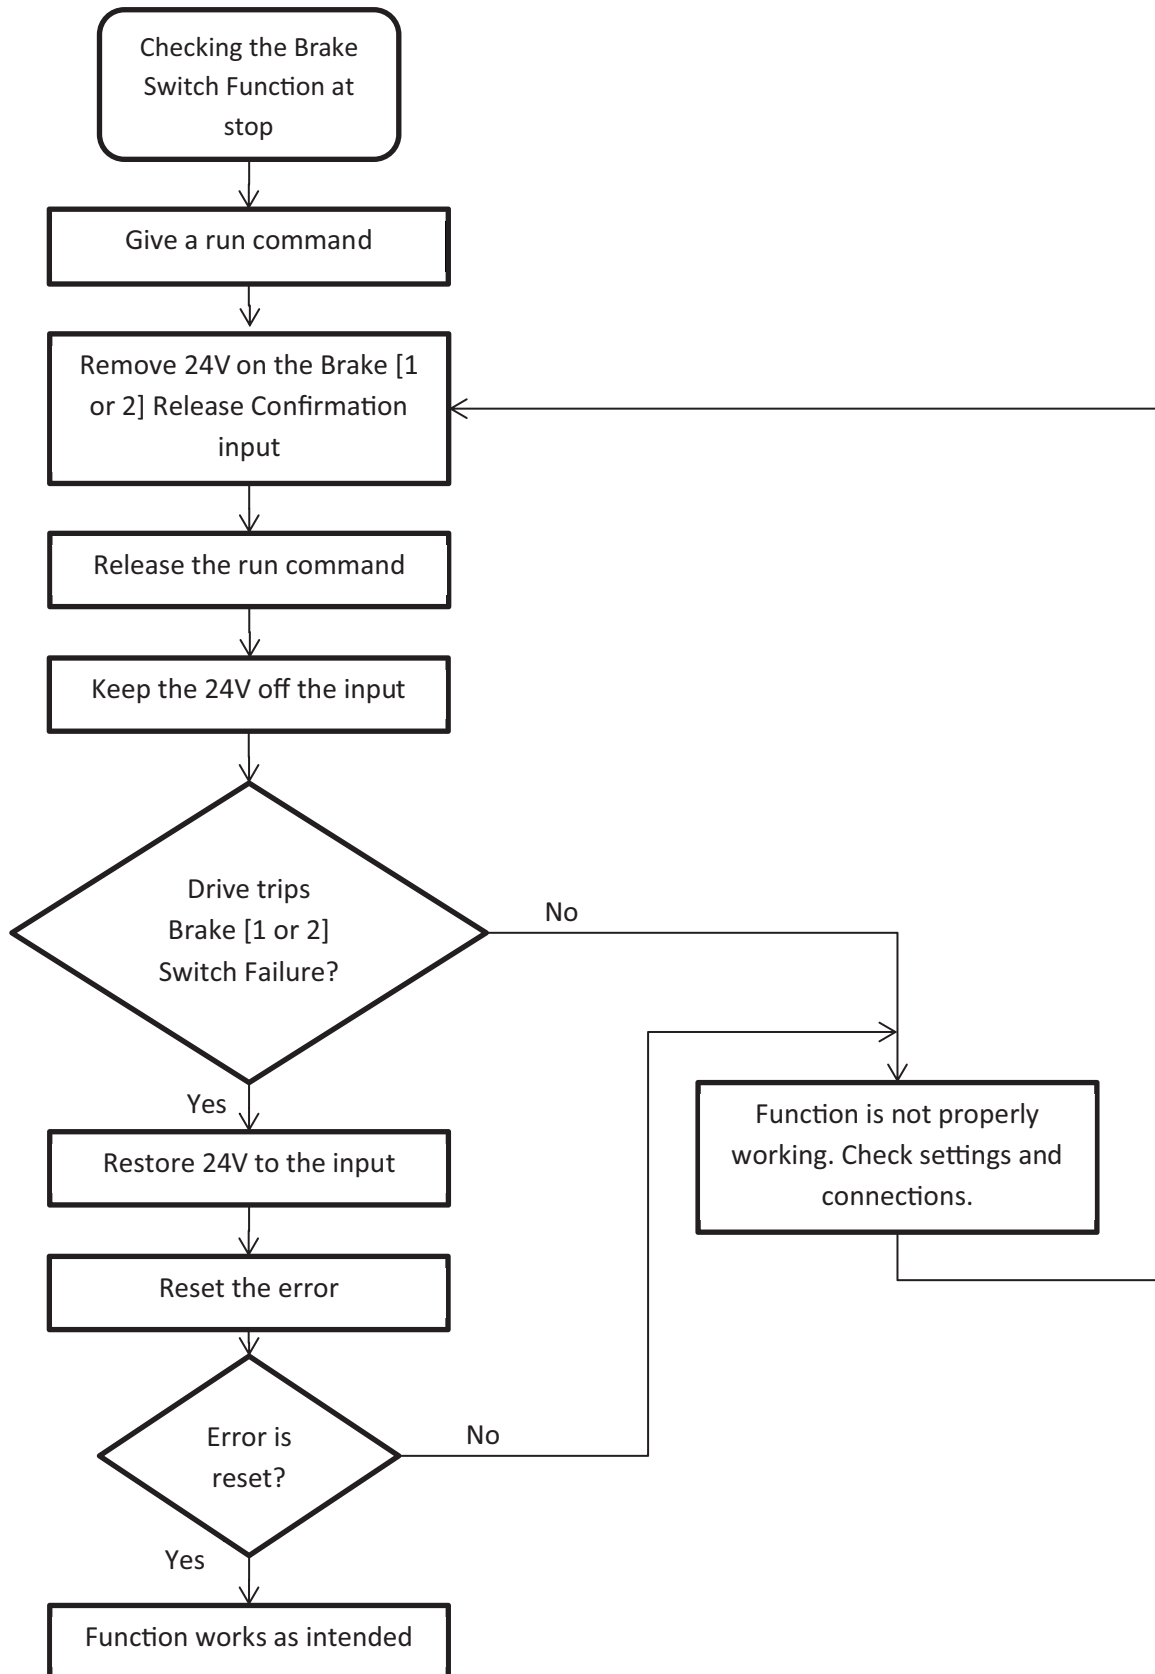 Checking the Brake
Switch Function at
stop
Give a run command
Remove 24V on the Brake [1
or 2] Release Confirmation
input
Release the run command
Keep the 24V off the input
Drive trips
Brake [1 or 2]
Switch Failure?
No
Yes
Restore 24V to the input
Function is not properly
working. Check settings and
connections.
Reset the error
Error is
reset?
No
Yes
Function works as intended